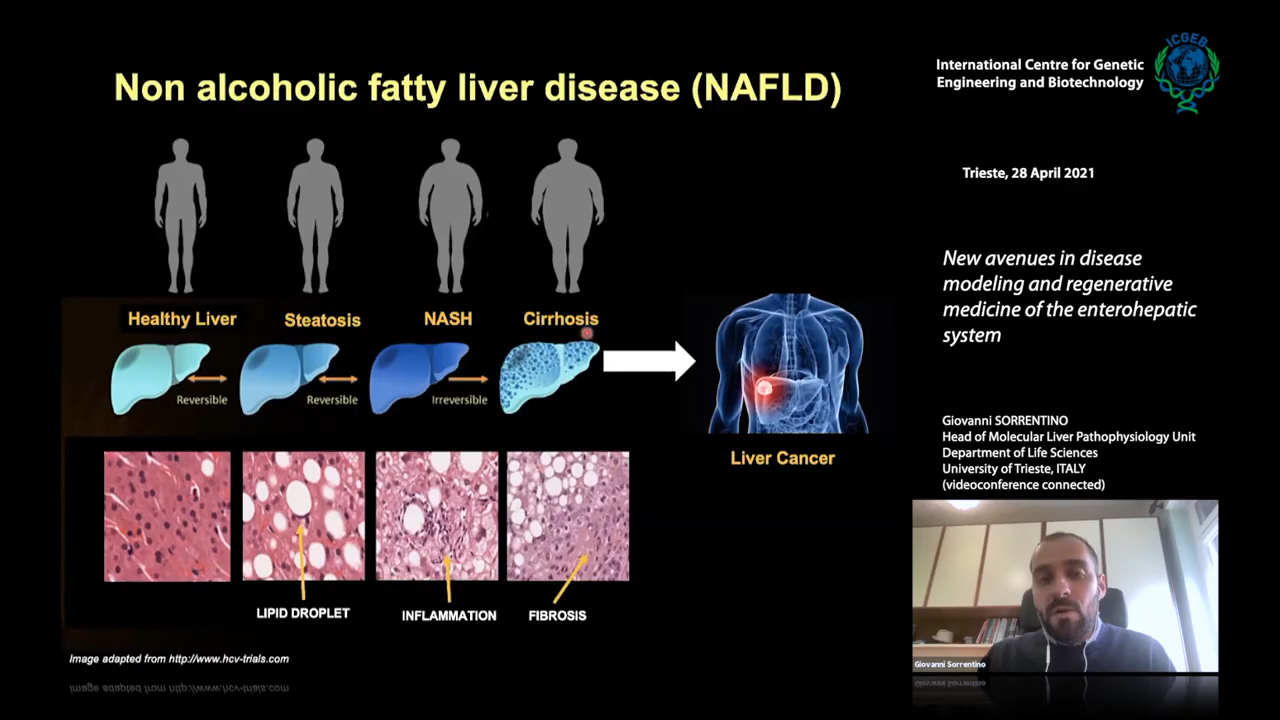 Non alcoholic fatty liver disease (NAFLD)
Healthy Liver
Steatosis
NASH
Cirrhosis
Reversible
Reversible
Irreversible
Liver Cancer
LIPID DROPLET
INFLAMMATION
FIBROSIS
Image adapted from http://www.hcv-trials.com
International Centre for Genetic
Engineering and Biotechnology
ICGEB
Trieste, 28 April 2021
New avenues in disease
modeling and regenerative
medicine of the enterohepatic
system
Giovanni SORRENTINO
Head of Molecular Liver Pathophysiology Unit
Department of Life Sciences
University of Trieste, ITALY
(videoconference connected)
Giovanni Sorrentino